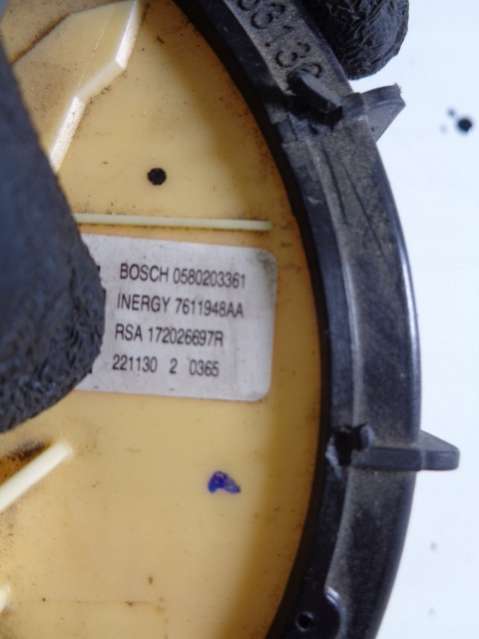 BOSCH 0580203361
INERGY 7611948AA
RSA 172026697R
221130 2 0365